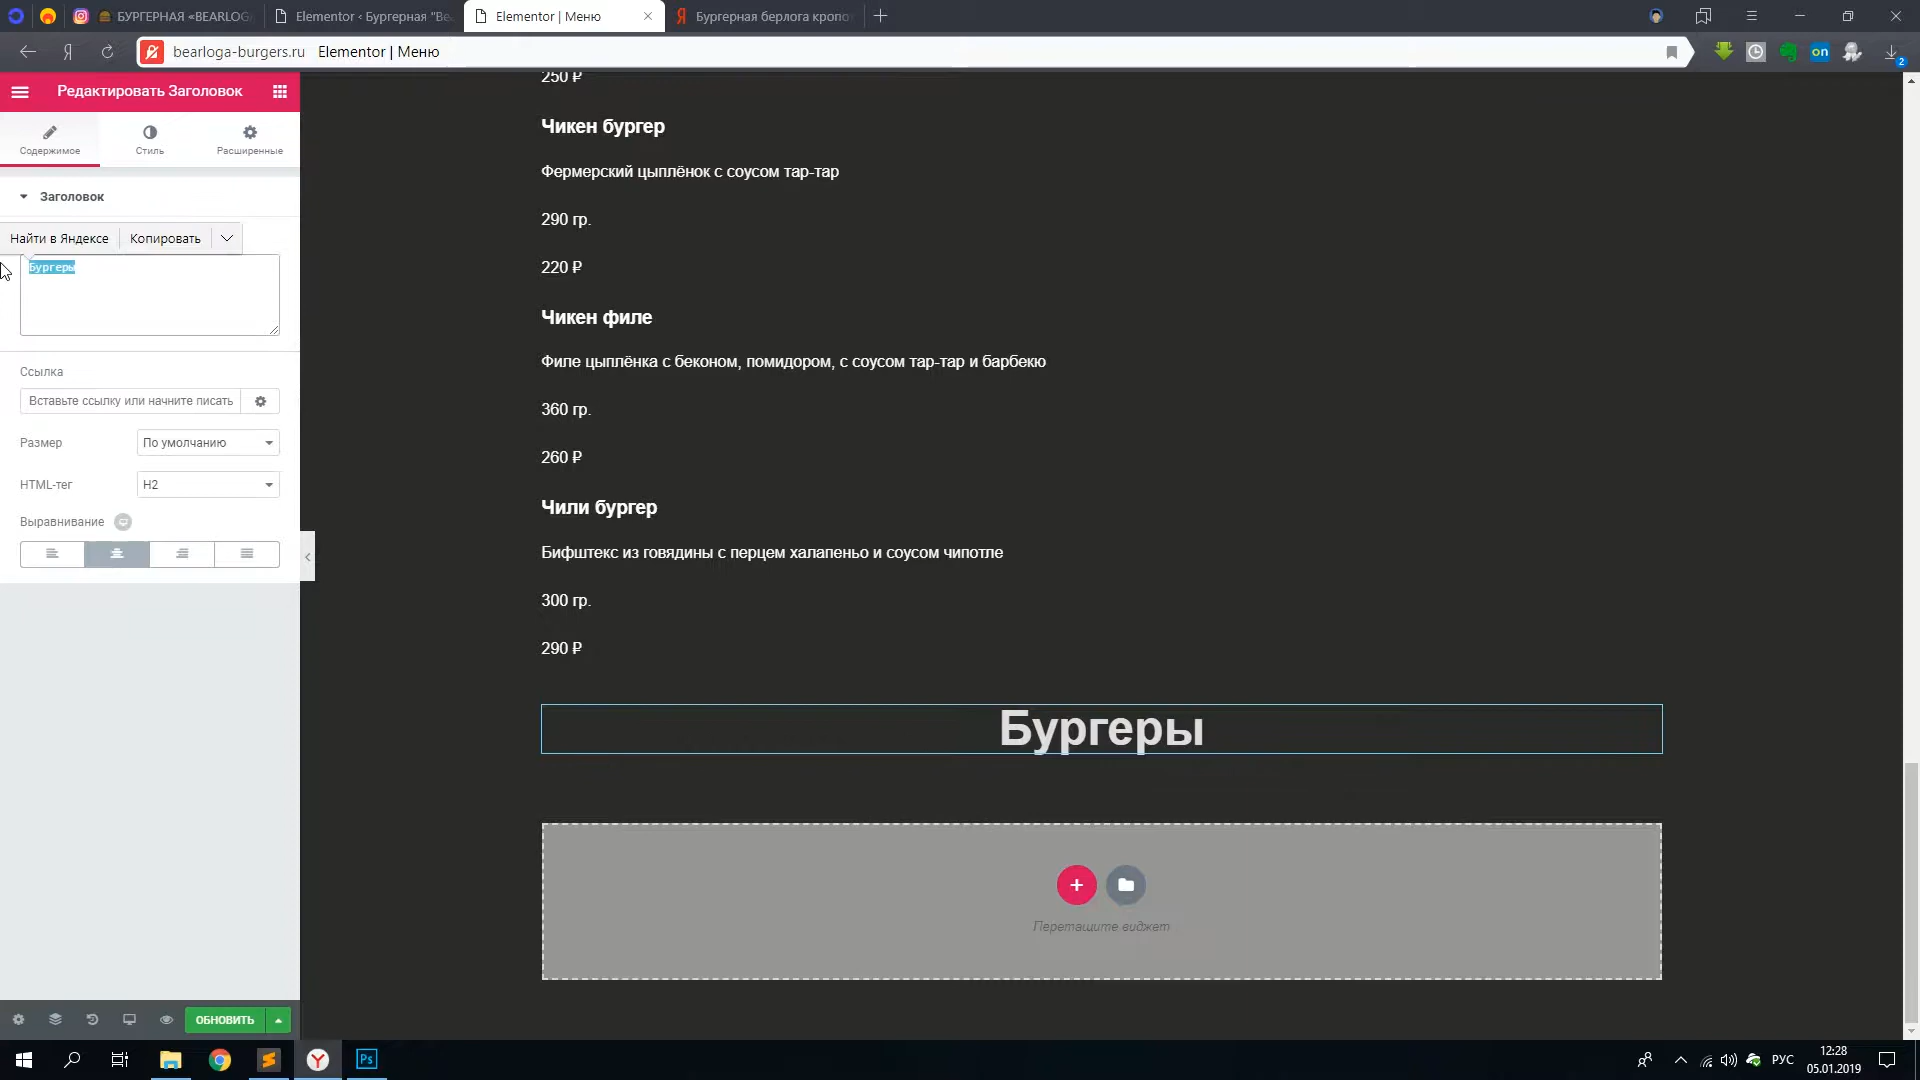 БУРГЕРНАЯ «BEARLOG
Elementor ‹ Бургерная "Be
Elementor | Меню
Бургерная берлога кропо
bearloga-burgers.ru Elementor | Меню
on
2
Редактировать Заголовок
Содержимое
Стиль
Расширенные
Заголовок
Найти в Яндексе
Копировать
Бургеры
Ссылка
Вставьте ссылку или начните писать
Размер
По умолчанию
HTML-тег
H2
Выравнивание
ОБНОВИТЬ
250 ₽
Чикен бургер
Фермерский цыплёнок с соусом тар-тар
290 гр.
220 ₽
Чикен филе
Филе цыплёнка с беконом, помидором, с соусом тар-тар и барбекю
360 гр.
260 ₽
Чили бургер
Бифштекс из говядины с перцем халапеньо и соусом чипотле
300 гр.
290 ₽
Бургеры
Перетащите виджет
Ps
РУС
12:28
05.01.2019